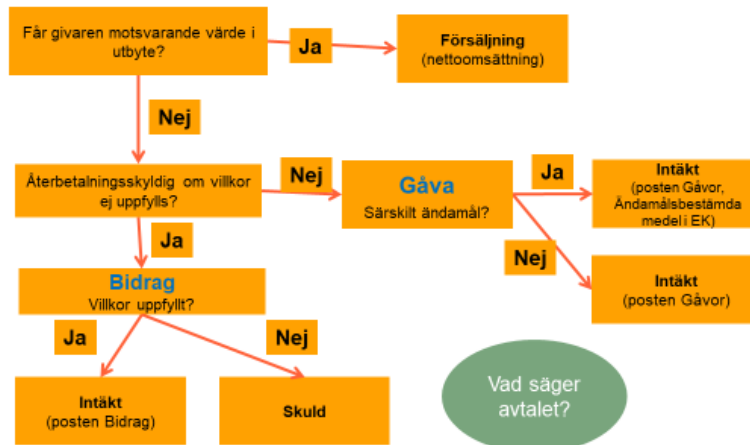 Får givaren motsvarande värde i
utbyte?
Ja
Försäljning
(nettoomsättning)
Nej
Återbetalningsskyldig om villkor
ej uppfylls?
Nej
Gåva
Särskilt ändamål?
Ja
Intäkt
(posten Gåvor,
Ändamålsbestämda
medel i EK)
Ja
Nej
Bidrag
Villkor uppfyllt?
Intäkt
(posten Gåvor)
Ja
Nej
Intäkt
(posten Bidrag)
Skuld
Vad säger
avtalet?